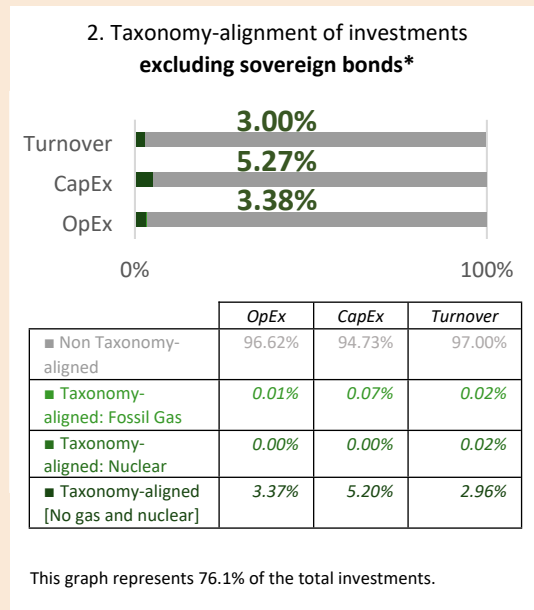 2. Taxonomy-alignment of investments
excluding sovereign bonds*
3.00%
Turnover
5.27%
CapEx
3.38%
OpEx
0% 100%
OpEx CapEx Turnover
■ Non Taxonomy-
aligned 96.62% 94.73% 97.00%
■ Taxonomy-
aligned: Fossil Gas 0.01% 0.07% 0.02%
■ Taxonomy-
aligned: Nuclear 0.00% 0.00% 0.02%
■ Taxonomy-aligned
[No gas and nuclear] 3.37% 5.20% 2.96%
This graph represents 76.1% of the total investments.